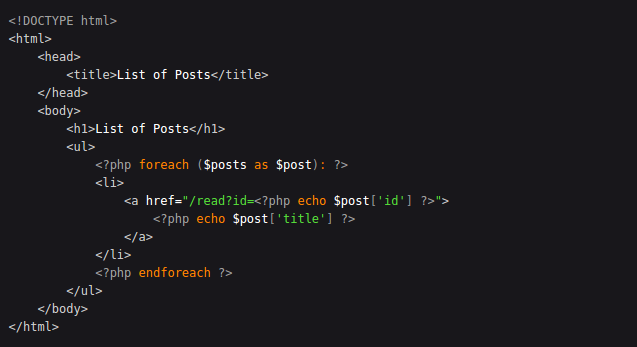 <!DOCTYPE html>
<html>
    <head>
        <title>List of Posts</title>
    </head>
    <body>
        <h1>List of Posts</h1>
        <ul>
            <?php foreach ($posts as $post): ?>
            <li>
                <a href="/read?id=<?php echo $post['id'] ?>">
                    <?php echo $post['title'] ?>
                </a>
            </li>
            <?php endforeach ?>
        </ul>
    </body>
</html>